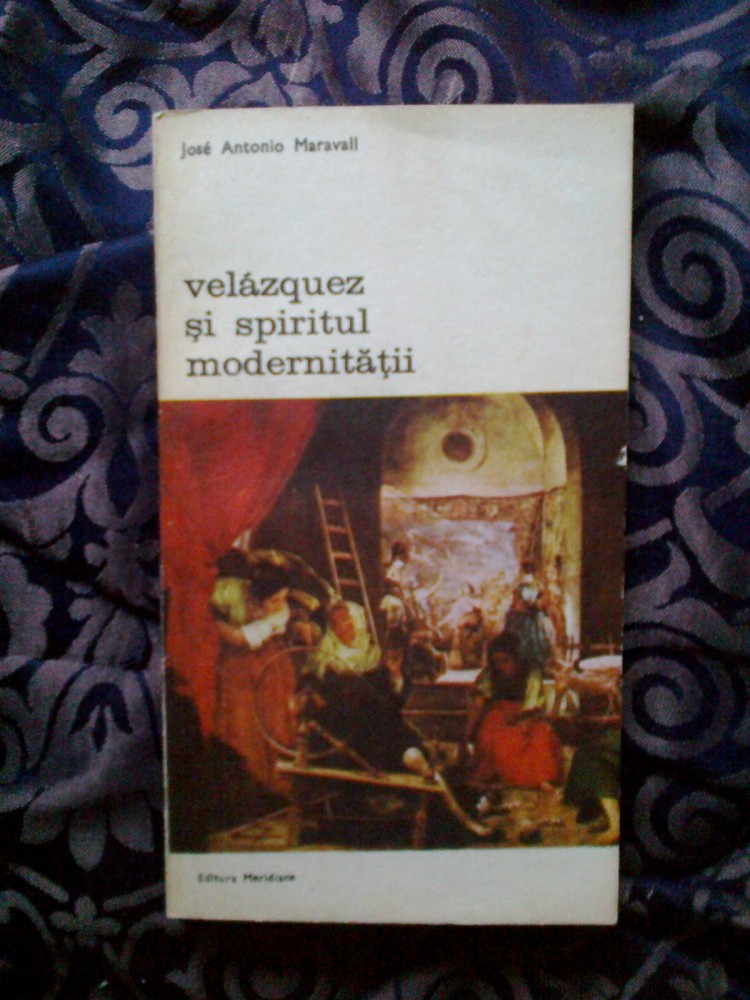 José Antonio Maravall
velázquez
şi spiritul
modernităţii
Editura Meridiane